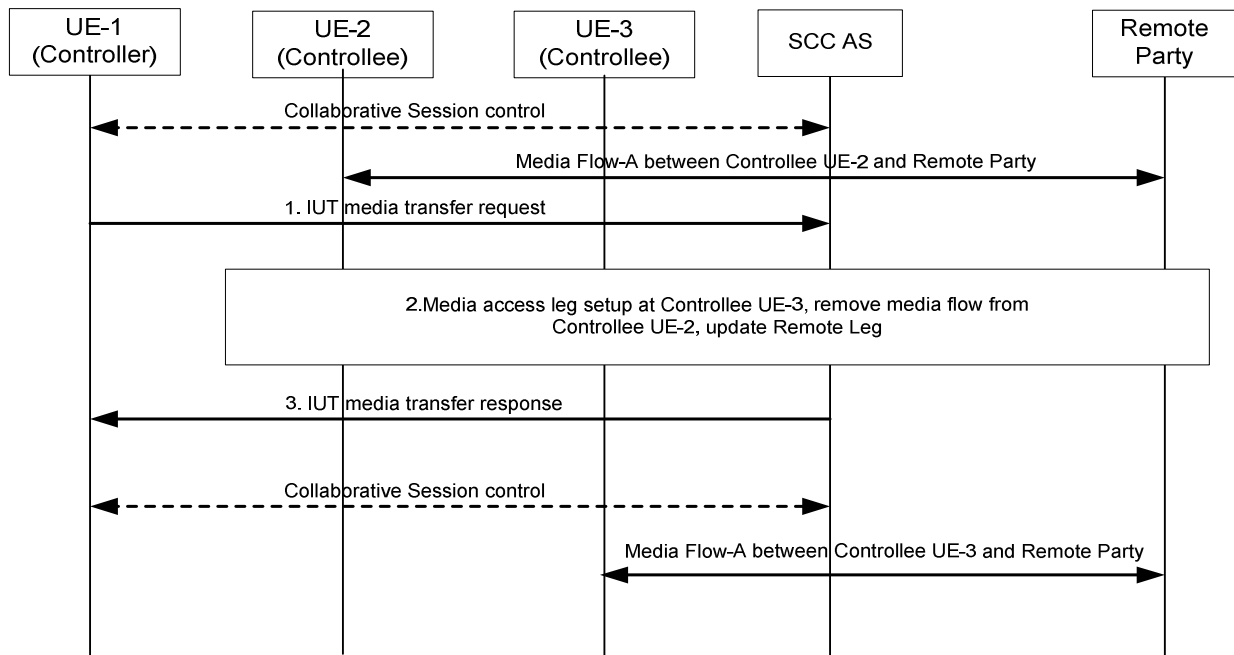 UE-1
(Controller)
UE-2
(Controllee)
UE-3
(Controllee)
SCC AS
Remote
Party
Collaborative Session control
Media Flow-A between Controllee UE-2 and Remote Party
1. IUT media transfer request
2.Media access leg setup at Controllee UE-3, remove media flow from
Controllee UE-2, update Remote Leg
3. IUT media transfer response
Collaborative Session control
Media Flow-A between Controllee UE-3 and Remote Party